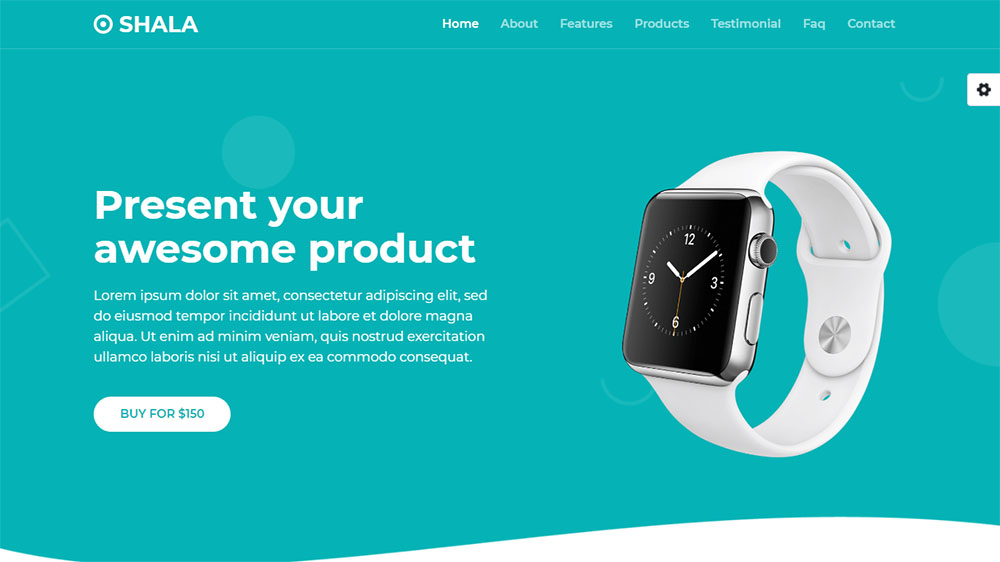 SHALA
Home About Features Products Testimonial Faq Contact
Present your
awesome product
Lorem ipsum dolor sit amet, consectetur adipiscing elit, sed
do eiusmod tempor incididunt ut labore et dolore magna
aliqua. Ut enim ad minim veniam, quis nostrud exercitation
ullamco laboris nisi ut aliquip ex ea commodo consequat.
BUY FOR $150
12
9 3
6